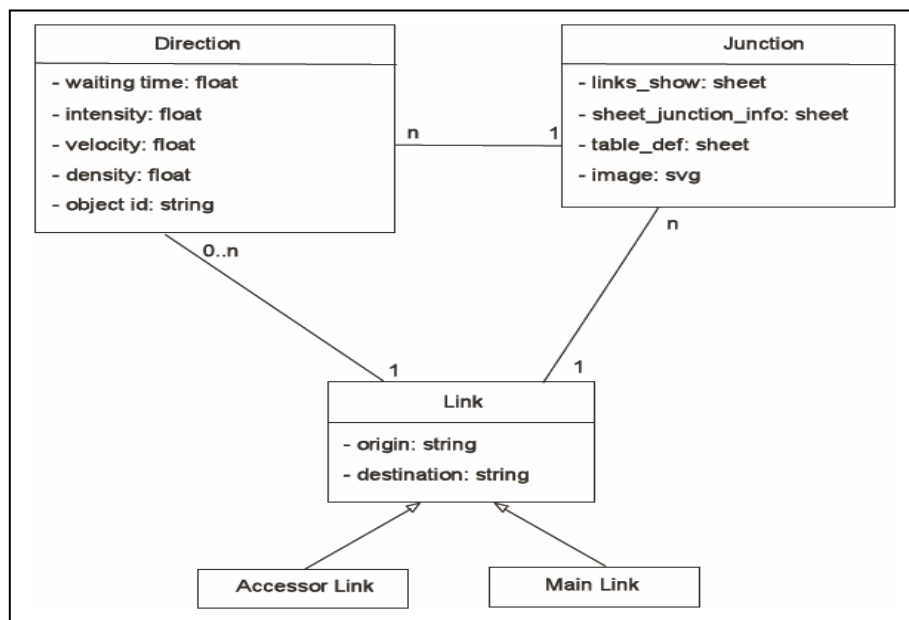 Direction
- waiting time: float
- intensity: float
- velocity: float
- density: float
- object id: string
Junction
- links_show: sheet
- sheet_junction_info: sheet
- table_def: sheet
- image: svg
n
1
0..n
n
1
1
Link
- origin: string
- destination: string
Accessor Link
Main Link